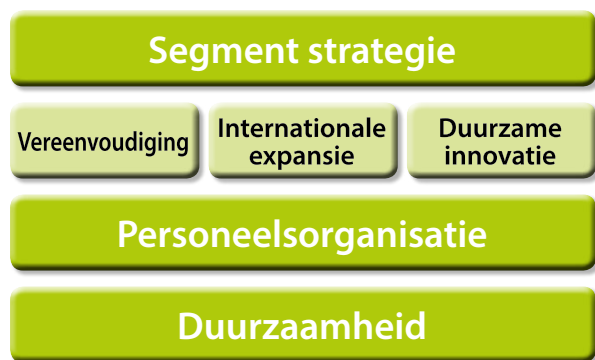 Segment strategie
Vereenvoudiging
Internationale
expansie
Duurzame
innovatie
Personeelsorganisatie
Duurzaamheid